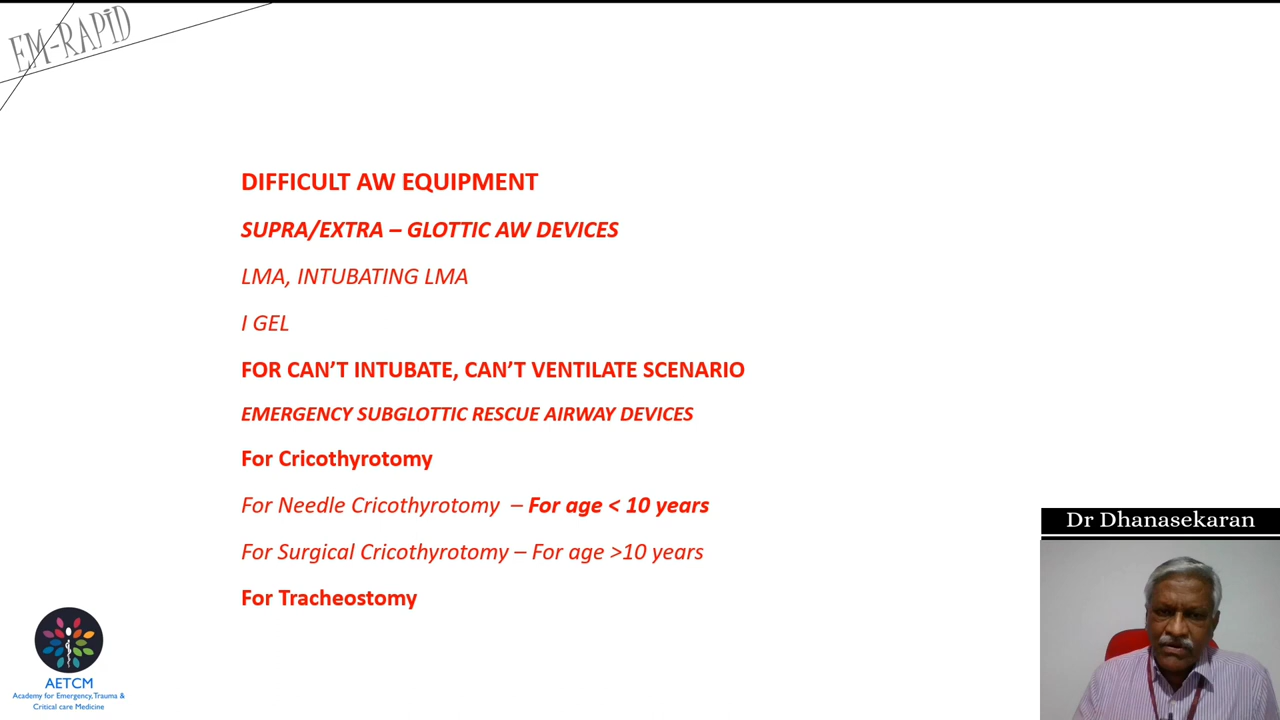 EM-RAPID
DIFFICULT AW EQUIPMENT
SUPRA/EXTRA – GLOTTIC AW DEVICES
LMA, INTUBATING LMA
I GEL
FOR CAN’T INTUBATE, CAN’T VENTILATE SCENARIO
EMERGENCY SUBGLOTTIC RESCUE AIRWAY DEVICES
For Cricothyrotomy
For Needle Cricothyrotomy – For age < 10 years
For Surgical Cricothyrotomy – For age >10 years
For Tracheostomy
Dr Dhanasekaran
AETCM
Academy for Emergency,Trauma &
Critical care Medicine